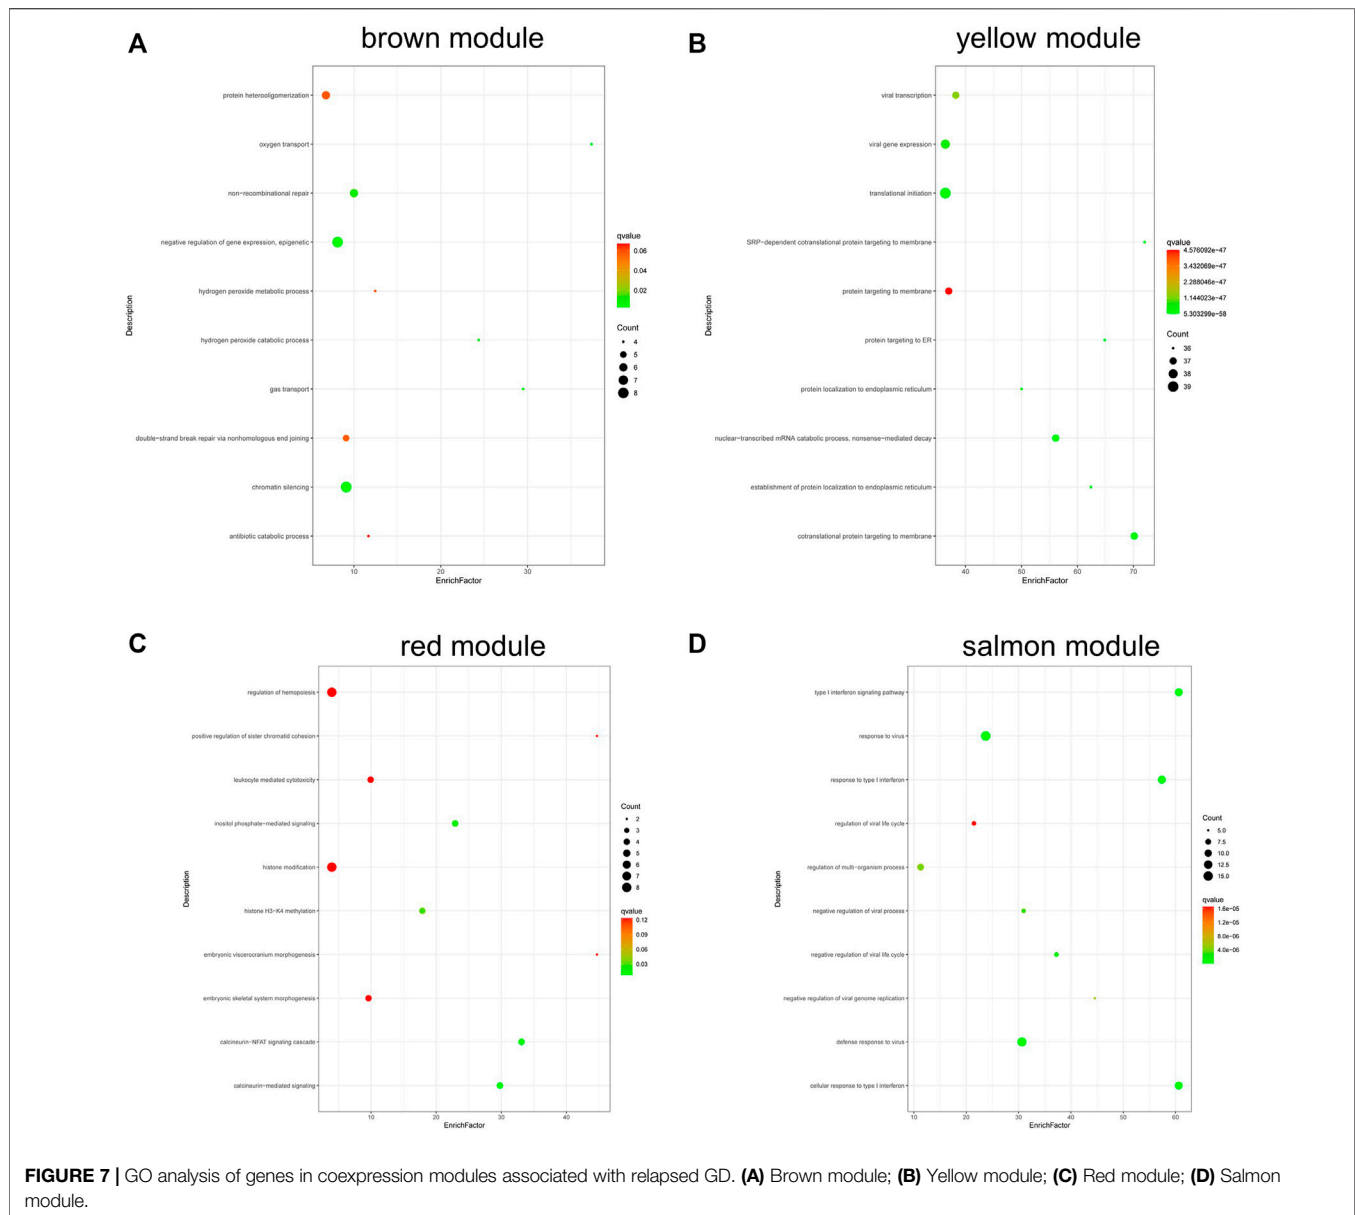 A
brown module
protein heterooligomerization
oxygen transport
non-recombinational repair
negative regulation of gene expression, epigenetic
hydrogen peroxide metabolic process
hydrogen peroxide catabolic process
gas transport
double-strand break repair via nonhomologous end joining
chromatin silencing
antibiotic catabolic process
Description
10 20 30
EnrichFactor
qvalue
0.06
0.04
0.02
Count
4
5
6
7
8
B
yellow module
viral transcription
viral gene expression
translational initiation
SRP-dependent cotranslational protein targeting to membrane
protein targeting to membrane
protein targeting to ER
protein localization to endoplasmic reticulum
nuclear-transcribed mRNA catabolic process, nonsense-mediated decay
establishment of protein localization to endoplasmic reticulum
cotranslational protein targeting to membrane
Description
40 50 60 70
EnrichFactor
qvalue
4.576092e-47
3.432069e-47
2.288046e-47
1.144023e-47
5.303299e-58
Count
36
37
38
39
C
red module
regulation of hemopoiesis
positive regulation of sister chromatid cohesion
leukocyte mediated cytotoxicity
inositol phosphate-mediated signaling
histone modification
histone H3-K4 methylation
embryonic viscerocranium morphogenesis
embryonic skeletal system morphogenesis
calcineurin-NFAT signaling cascade
calcineurin-mediated signaling
Description
10 20 30 40
EnrichFactor
Count
2
3
4
5
6
7
8
qvalue
0.12
0.09
0.06
0.03
D
salmon module
type I interferon signaling pathway
response to virus
response to type I interferon
regulation of viral life cycle
regulation of multi-organism process
negative regulation of viral process
negative regulation of viral life cycle
negative regulation of viral genome replication
defense response to virus
cellular response to type I interferon
Description
10 20 30 40 50 60
EnrichFactor
Count
5.0
7.5
10.0
12.5
15.0
qvalue
1.6e-05
1.2e-05
8.0e-06
4.0e-06
FIGURE 7 | GO analysis of genes in coexpression modules associated with relapsed GD. (A) Brown module; (B) Yellow module; (C) Red module; (D) Salmon
module.